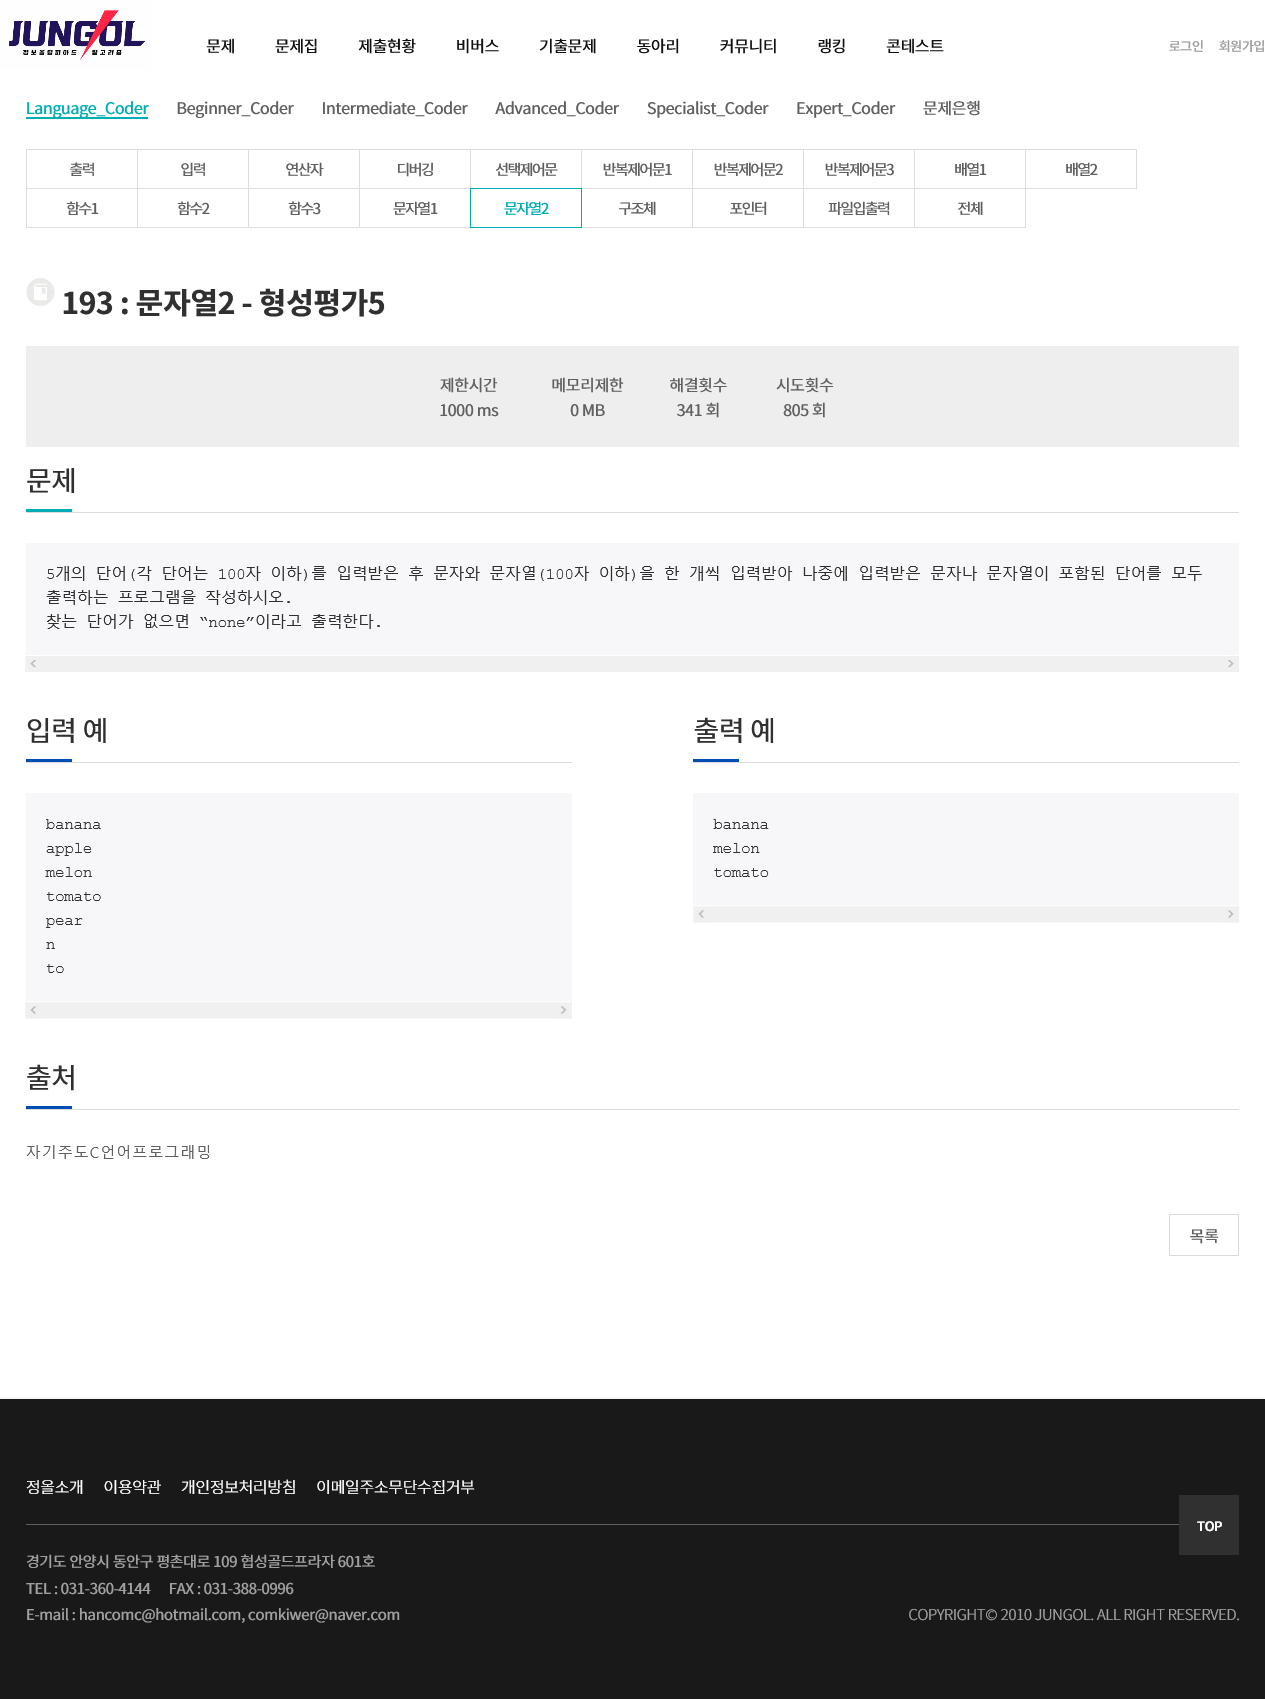 JUNGOL
정보올림피아드 알고리즘
문제 문제집 제출현황 비버스 기출문제 동아리 커뮤니티 랭킹 콘테스트 로그인 회원가입
Language_Coder Beginner_Coder Intermediate_Coder Advanced_Coder Specialist_Coder Expert_Coder 문제은행
출력 입력 연산자 디버깅 선택제어문 반복제어문1 반복제어문2 반복제어문3 배열1 배열2
함수1 함수2 함수3 문자열1 문자열2 구조체 포인터 파일입출력 전체
193 : 문자열2 - 형성평가5
제한시간 메모리제한 해결횟수 시도횟수
1000 ms 0 MB 341 회 805 회
문제
5개의 단어(각 단어는 100자 이하)를 입력받은 후 문자와 문자열(100자 이하)을 한 개씩 입력받아 나중에 입력받은 문자나 문자열이 포함된 단어를 모두
출력하는 프로그램을 작성하시오.
찾는 단어가 없으면 “none”이라고 출력한다.
입력 예
banana
apple
melon
tomato
pear
n
to
출력 예
banana
melon
tomato
출처
자기주도C언어프로그래밍
목록
정올소개 이용약관 개인정보처리방침 이메일주소무단수집거부
TOP
경기도 안양시 동안구 평촌대로 109 협성골드프라자 601호
TEL : 031-360-4144 FAX : 031-388-0996
E-mail : hancomc@hotmail.com, comkiwer@naver.com
COPYRIGHT© 2010 JUNGOL. ALL RIGHT RESERVED.